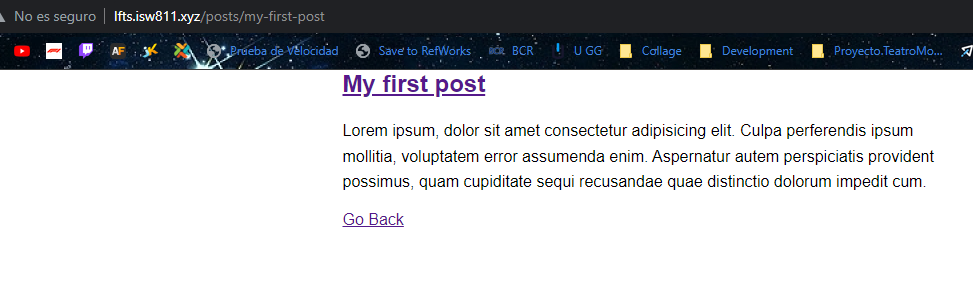 No es seguro | lfts.isw811.xyz/posts/my-first-post
AF Prueba de Velocidad Save to RefWorks BCR BCR U GG Collage Development Proyecto.TeatroMo...
My first post
Lorem ipsum, dolor sit amet consectetur adipisicing elit. Culpa perferendis ipsum
mollitia, voluptatem error assumenda enim. Aspernatur autem perspiciatis provident
possimus, quam cupiditate sequi recusandae quae distinctio dolorum impedit cum.
Go Back